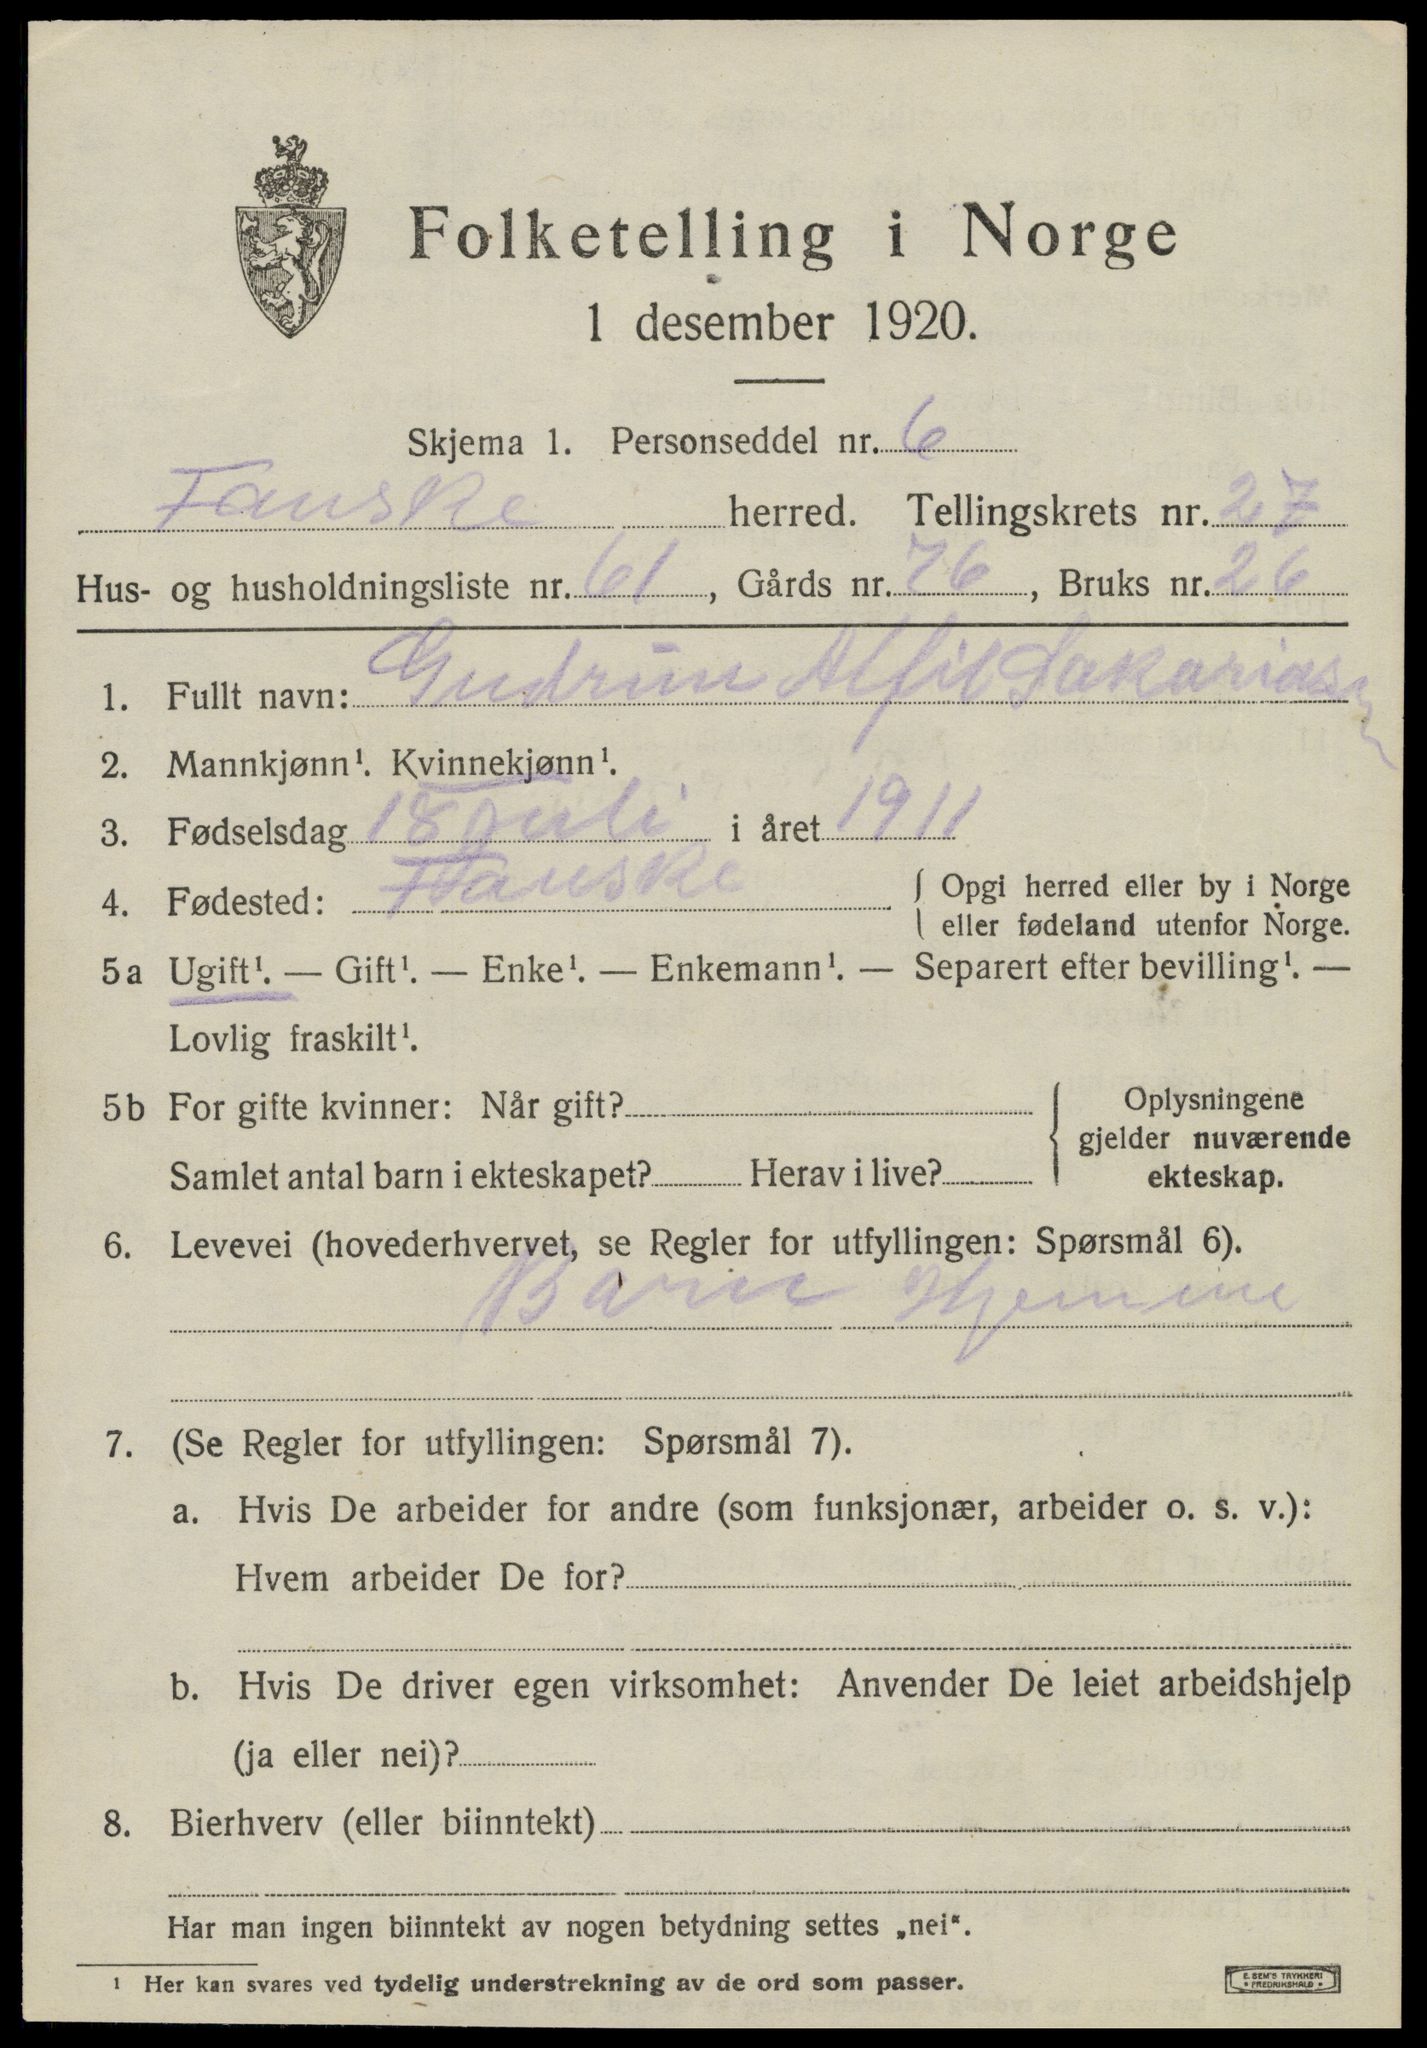 Folketelling i Norge
1 desember 1920.
Skjema 1. Personseddel nr. 6
Fauske herred. Tellingskrets nr. 27
Hus- og husholdningsliste nr. 61, Gårds nr. 76, Bruks nr. 26
1. Fullt navn: Gudrun Alfil Sakariasn
2. Mannkjønn¹. Kvinnekjønn¹.
3. Fødselsdag 18 Juli i året 1911
4. Fødested: Fauske { Opgi herred eller by i Norge
eller fødeland utenfor Norge.
5a Ugift¹. — Gift¹. — Enke¹. — Enkemann¹. — Separert efter bevilling¹. —
Lovlig fraskilt¹.
5b For gifte kvinner: Når gift? { Oplysningene
gjelder nuværende
Samlet antal barn i ekteskapet? Herav i live? ekteskap.
6. Levevei (hovederhvervet, se Regler for utfyllingen: Spørsmål 6).
Barn Hjemme
7. (Se Regler for utfyllingen: Spørsmål 7).
a. Hvis De arbeider for andre (som funksjonær, arbeider o. s. v.):
Hvem arbeider De for?
b. Hvis De driver egen virksomhet: Anvender De leiet arbeidshjelp
(ja eller nei)?
8. Bierhverv (eller biinntekt)
Har man ingen biinntekt av nogen betydning settes „nei“.
¹ Her kan svares ved tydelig understrekning av de ord som passer.
E. SEM'S TRYKKERI
FREDRIKSHALD